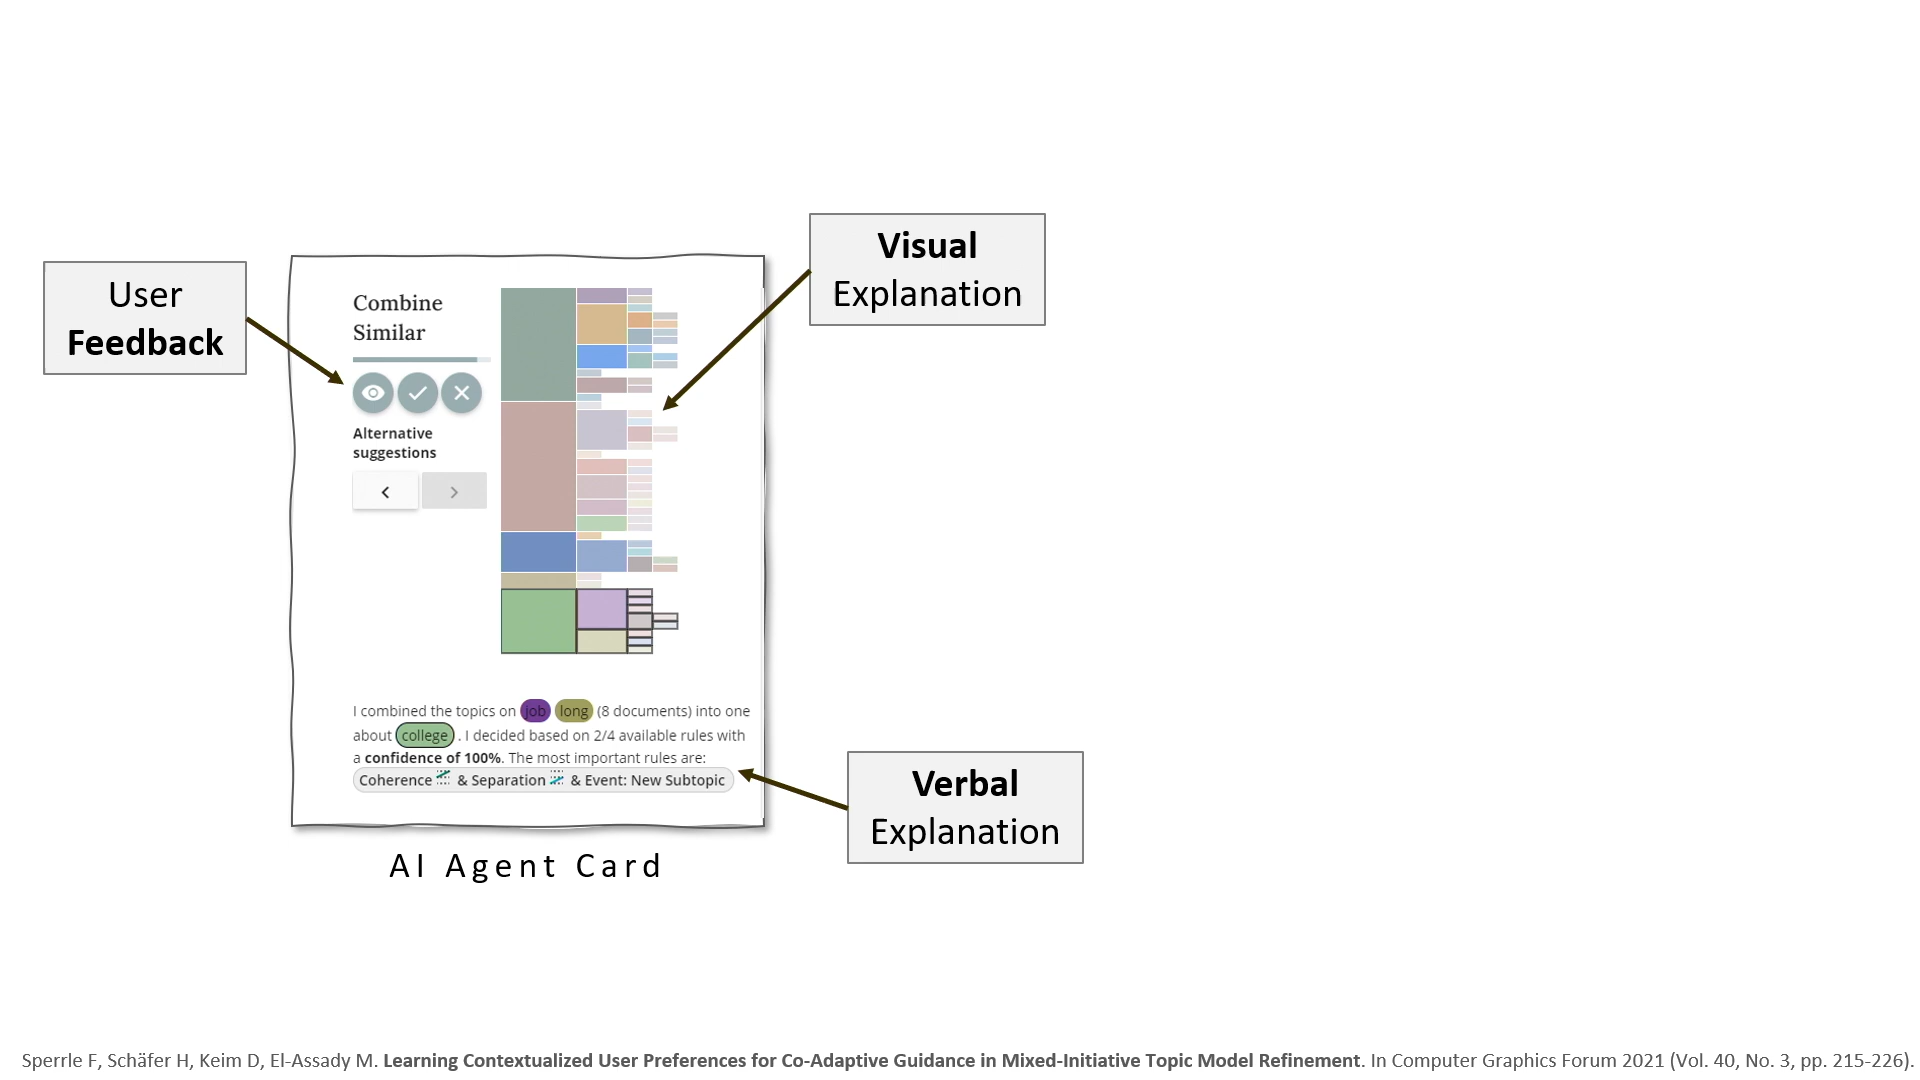 User
Feedback
Visual
Explanation
Combine
Similar
Alternative
suggestions
I combined the topics on job long (8 documents) into one
about college . I decided based on 2/4 available rules with
a confidence of 100%. The most important rules are:
Coherence & Separation & Event: New Subtopic
Verbal
Explanation
AI Agent Card
Sperrle F, Schäfer H, Keim D, El-Assady M. Learning Contextualized User Preferences for Co-Adaptive Guidance in Mixed-Initiative Topic Model Refinement. In Computer Graphics Forum 2021 (Vol. 40, No. 3, pp. 215-226).